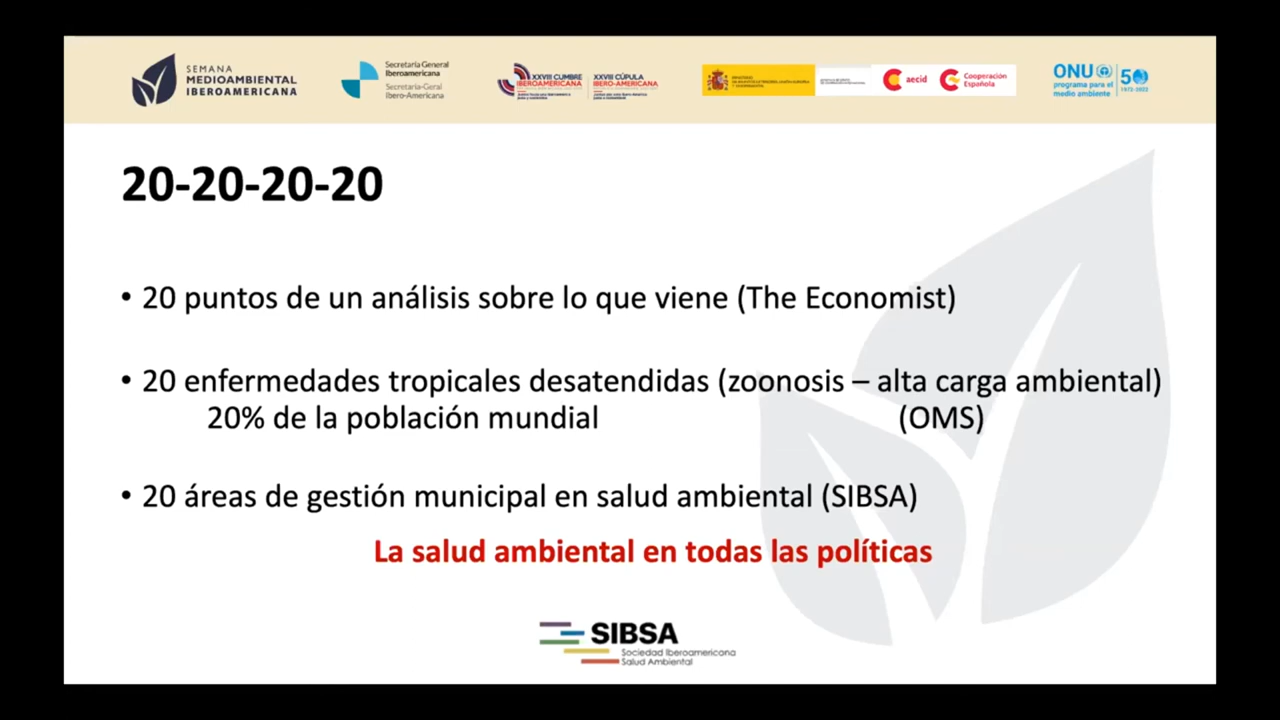 SEMANA
MEDIOAMBIENTAL
IBEROAMERICANA
Secretaría General
Iberoamericana
Secretaria-Geral
Ibero-Americana
XXVIII CUMBRE
IBEROAMERICANA
XXVIII CÚPULA
IBERO-AMERICANA
aecid
Cooperación
Española
ONU
programa para el
medio ambiente
50
1972-2022
20-20-20-20
• 20 puntos de un análisis sobre lo que viene (The Economist)
• 20 enfermedades tropicales desatendidas (zoonosis – alta carga ambiental)
20% de la población mundial (OMS)
• 20 áreas de gestión municipal en salud ambiental (SIBSA)
La salud ambiental en todas las políticas
SIBSA
Sociedad Iberoamericana
Salud Ambiental